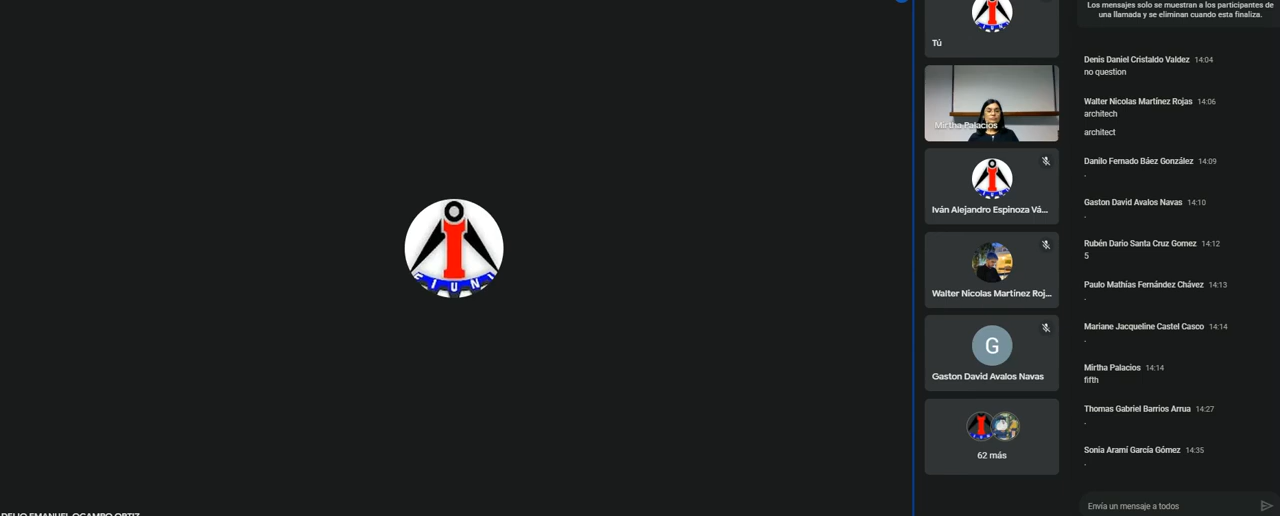 Los mensajes solo se muestran a los participantes de
una llamada y se eliminan cuando esta finaliza.
Tú
Mirtha Palacios
Iván Alejandro Espinoza Vá...
Walter Nicolas Martínez Roj...
G
Gaston David Avalos Navas
62 más
Denis Daniel Cristaldo Valdez 14:04
no question
Walter Nicolas Martínez Rojas 14:06
architech
architect
Danilo Fernado Báez González 14:09
.
Gaston David Avalos Navas 14:10
.
Rubén Dario Santa Cruz Gomez 14:12
5
Paulo Mathías Fernández Chávez 14:13
.
Mariane Jacqueline Castel Casco 14:14
.
Mirtha Palacios 14:14
fifth
Thomas Gabriel Barrios Arrua 14:27
.
Sonia Aramí García Gómez 14:35
.
Envía un mensaje a todos
E I U N I
DELIO EMANUEL OCAMPO ORTIZ